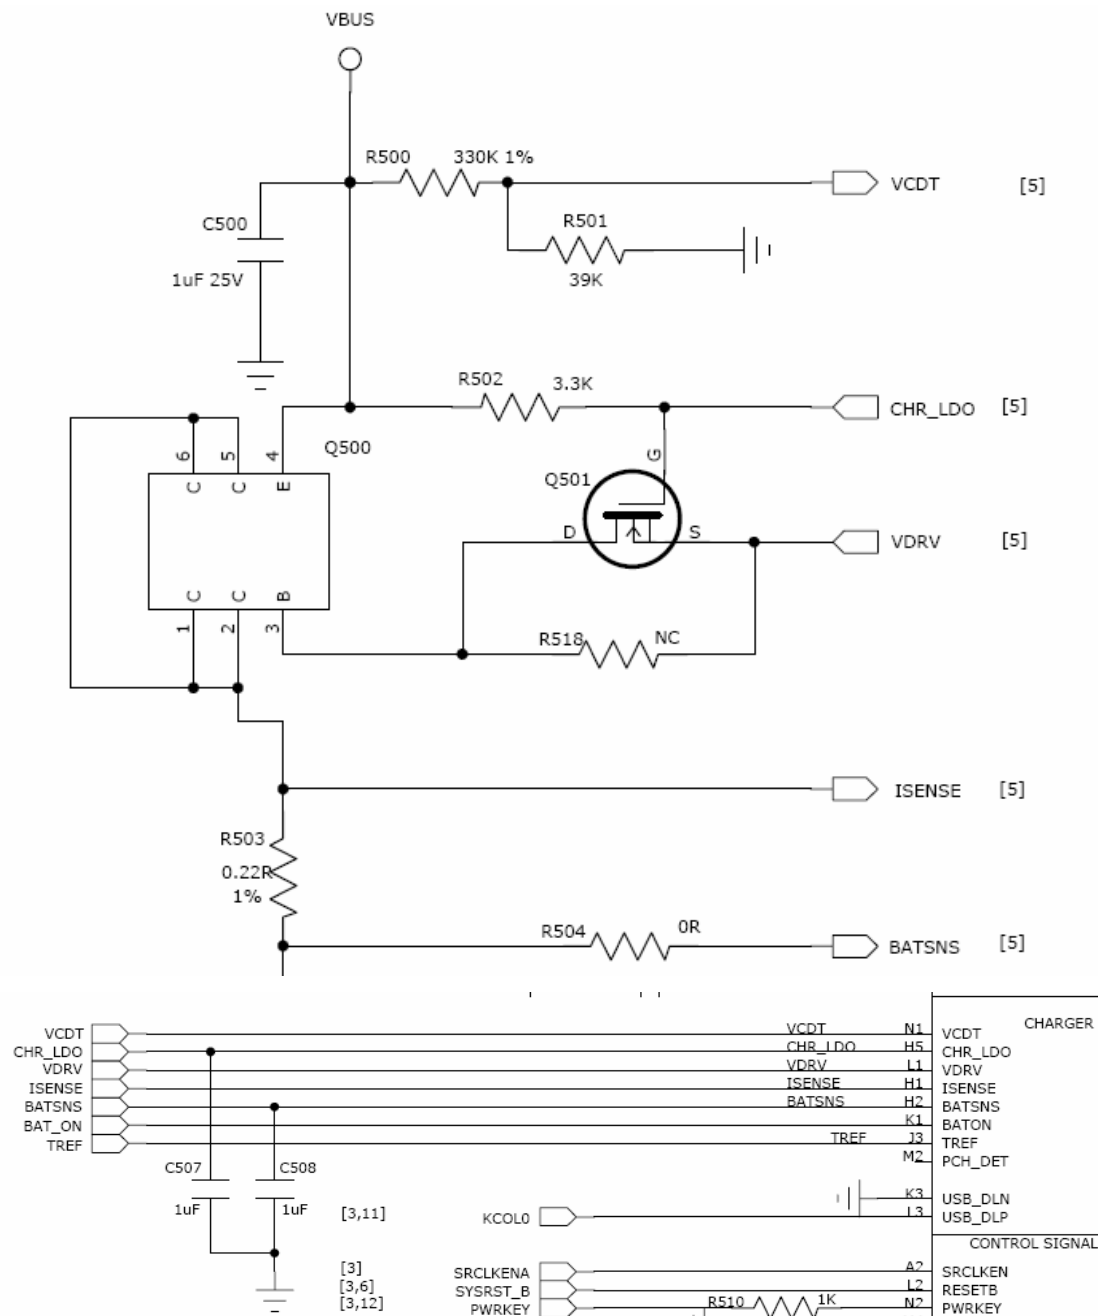 VBUS
R500 330K 1%
VCDT [5]
C500
R501
1uF 25V
39K
R502 3.3K
CHR_LDO [5]
Q500
6 5 4
C C E
G
Q501
D S
VDRV [5]
C C B
1 2 3
R518 NC
ISENSE [5]
R503
0.22R
1%
R504 0R
BATSNS [5]
VCDT VCDT N1 VCDT CHARGER
CHR_LDO CHR_LDO H5 CHR_LDO
VDRV VDRV L1 VDRV
ISENSE ISENSE H1 ISENSE
BATSNS BATSNS H2 BATSNS
BAT_ON K1 BATON
TREF TREF J3 TREF
M2 PCH_DET
C507 C508
1uF 1uF
K3 USB_DLN
[3,11] KCOL0 L3 USB_DLP
CONTROL SIGNAL
[3] SRCLKENA A2 SRCLKEN
[3,6] SYSRST_B L2 RESETB
[3,12] PWRKEY R510 1K N2 PWRKEY